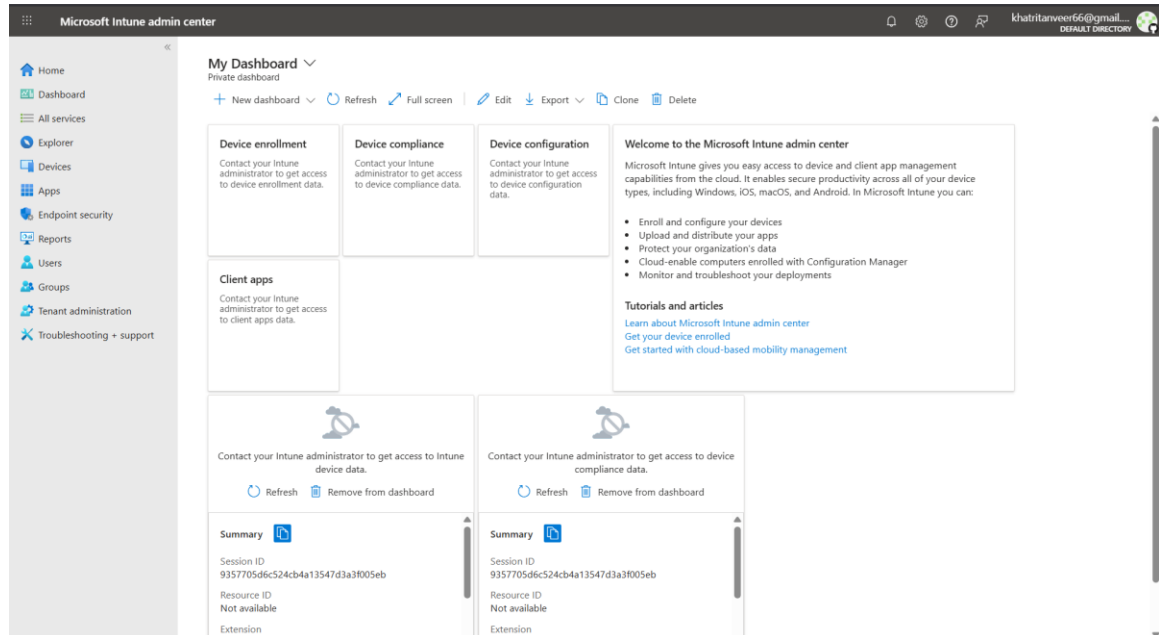 Microsoft Intune admin center
khatritanveer66@gmail....
DEFAULT DIRECTORY
Home
Dashboard
All services
Explorer
Devices
Apps
Endpoint security
Reports
Users
Groups
Tenant administration
Troubleshooting + support
My Dashboard
Private dashboard
New dashboard
Refresh
Full screen
Edit
Export
Clone
Delete
Device enrollment
Contact your Intune
administrator to get access
to device enrollment data.
Device compliance
Contact your Intune
administrator to get access
to device compliance data.
Device configuration
Contact your Intune
administrator to get access
to device configuration
data.
Welcome to the Microsoft Intune admin center
Microsoft Intune gives you easy access to device and client app management
capabilities from the cloud. It enables secure productivity across all of your device
types, including Windows, iOS, macOS, and Android. In Microsoft Intune you can:
• Enroll and configure your devices
• Upload and distribute your apps
• Protect your organization's data
• Cloud-enable computers enrolled with Configuration Manager
• Monitor and troubleshoot your deployments
Tutorials and articles
Learn about Microsoft Intune admin center
Get your device enrolled
Get started with cloud-based mobility management
Client apps
Contact your Intune
administrator to get access
to client apps data.
Contact your Intune administrator to get access to Intune
device data.
Refresh
Remove from dashboard
Summary
Session ID
9357705d6c524cb4a13547d3a3f005eb
Resource ID
Not available
Extension
Contact your Intune administrator to get access to device
compliance data.
Refresh
Remove from dashboard
Summary
Session ID
9357705d6c524cb4a13547d3a3f005eb
Resource ID
Not available
Extension